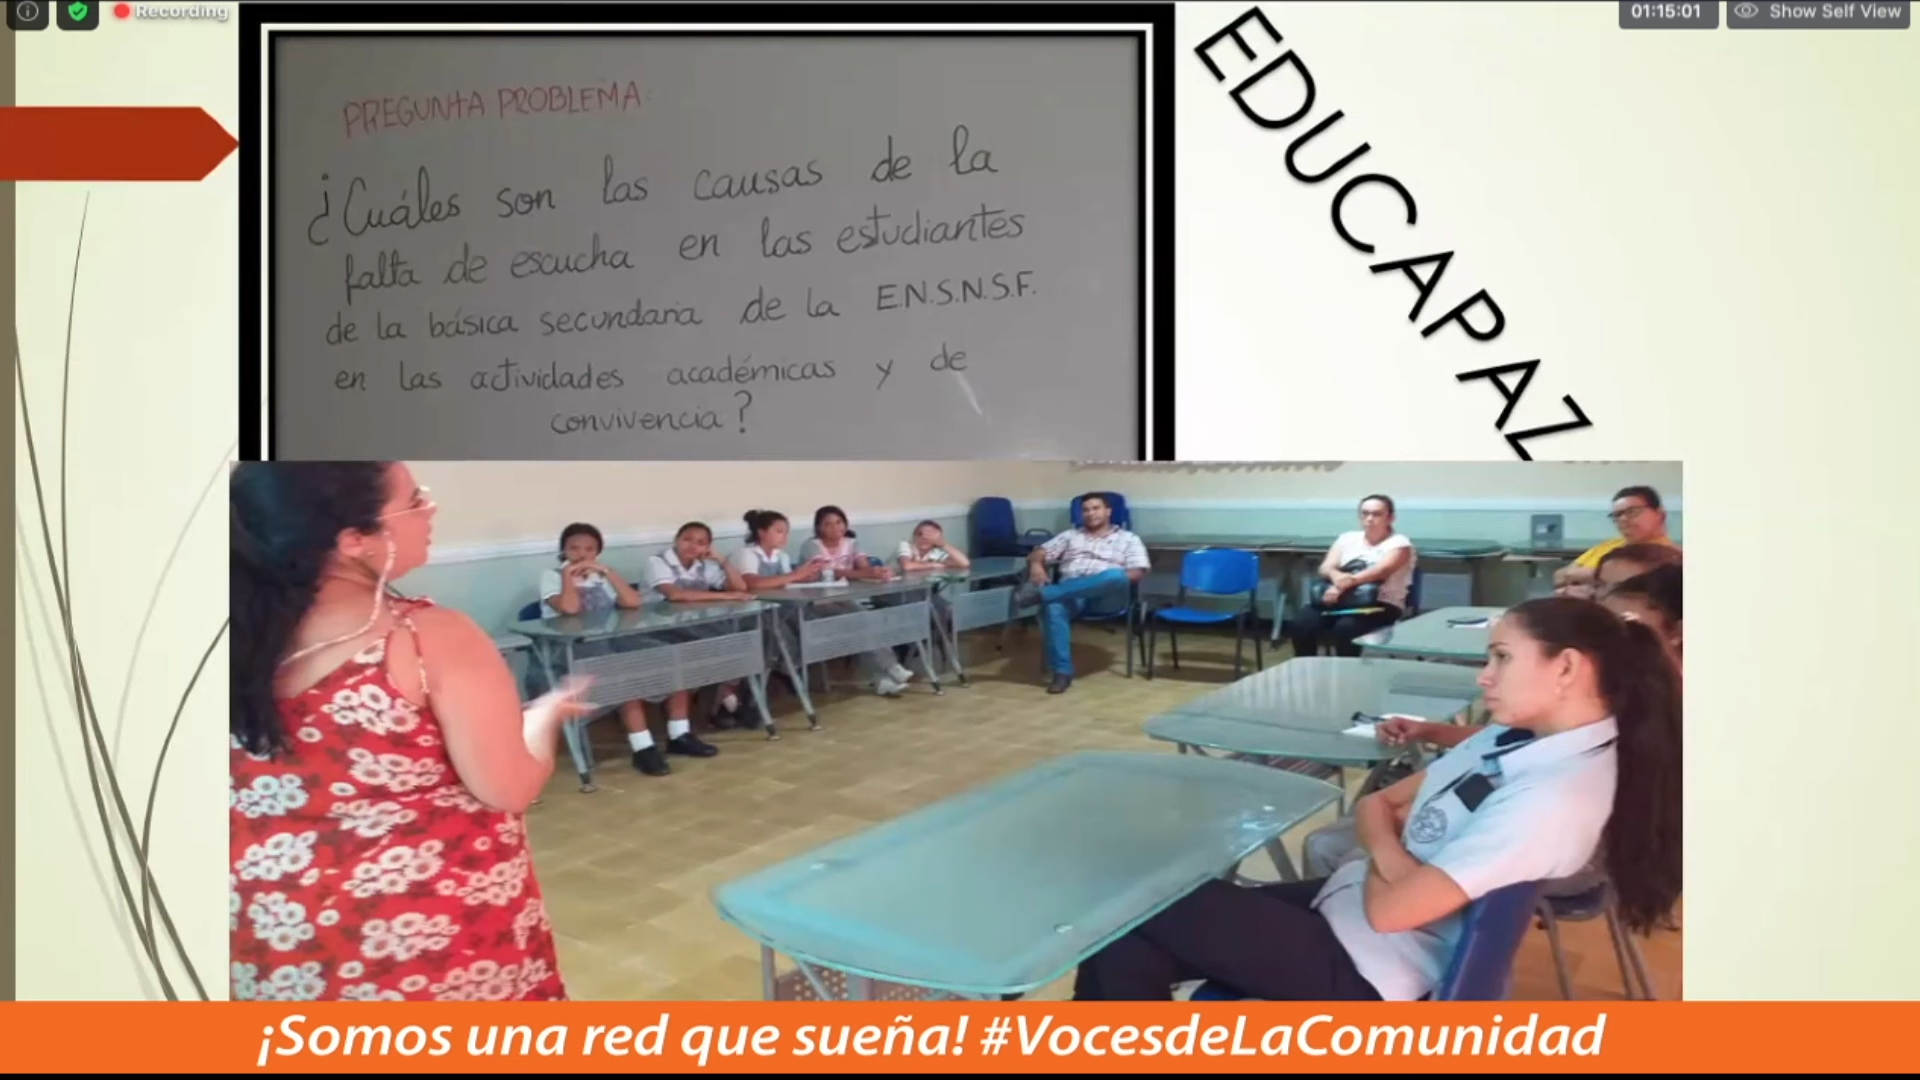 Recording
01:15:01
Show Self View
PREGUNTA PROBLEMA:
¿Cuáles son las causas de la
falta de escucha en las estudiantes
de la básica secundaria de la E.N.S.N.S.F.
en las actividades académicas y de
convivencia?
EDUCAPAZ
¡Somos una red que sueña! #VocesdeLaComunidad